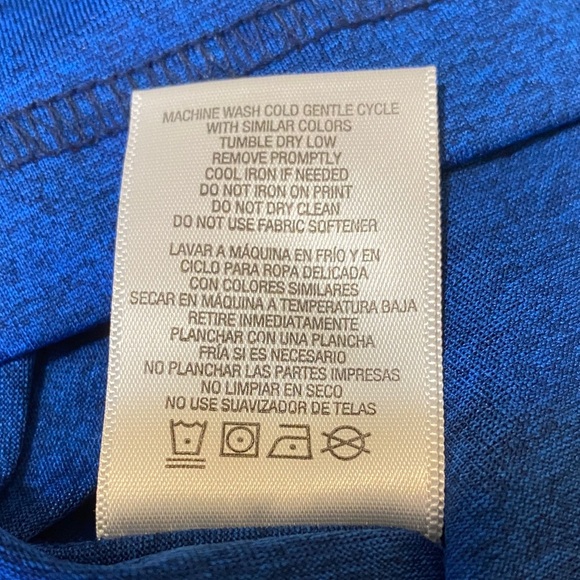 MACHINE WASH COLD GENTLE CYCLE
WITH SIMILAR COLORS
TUMBLE DRY LOW
REMOVE PROMPTLY
COOL IRON IF NEEDED
DO NOT IRON ON PRINT
DO NOT DRY CLEAN
DO NOT USE FABRIC SOFTENER
LAVAR A MÁQUINA EN FRÍO Y EN
CICLO PARA ROPA DELICADA
CON COLORES SIMILARES
SECAR EN MÁQUINA A TEMPERATURA BAJA
RETIRE INMEDIATAMENTE
PLANCHAR CON UNA PLANCHA
FRÍA SI ES NECESARIO
NO PLANCHAR LAS PARTES IMPRESAS
NO LIMPIAR EN SECO
NO USE SUAVIZADOR DE TELAS